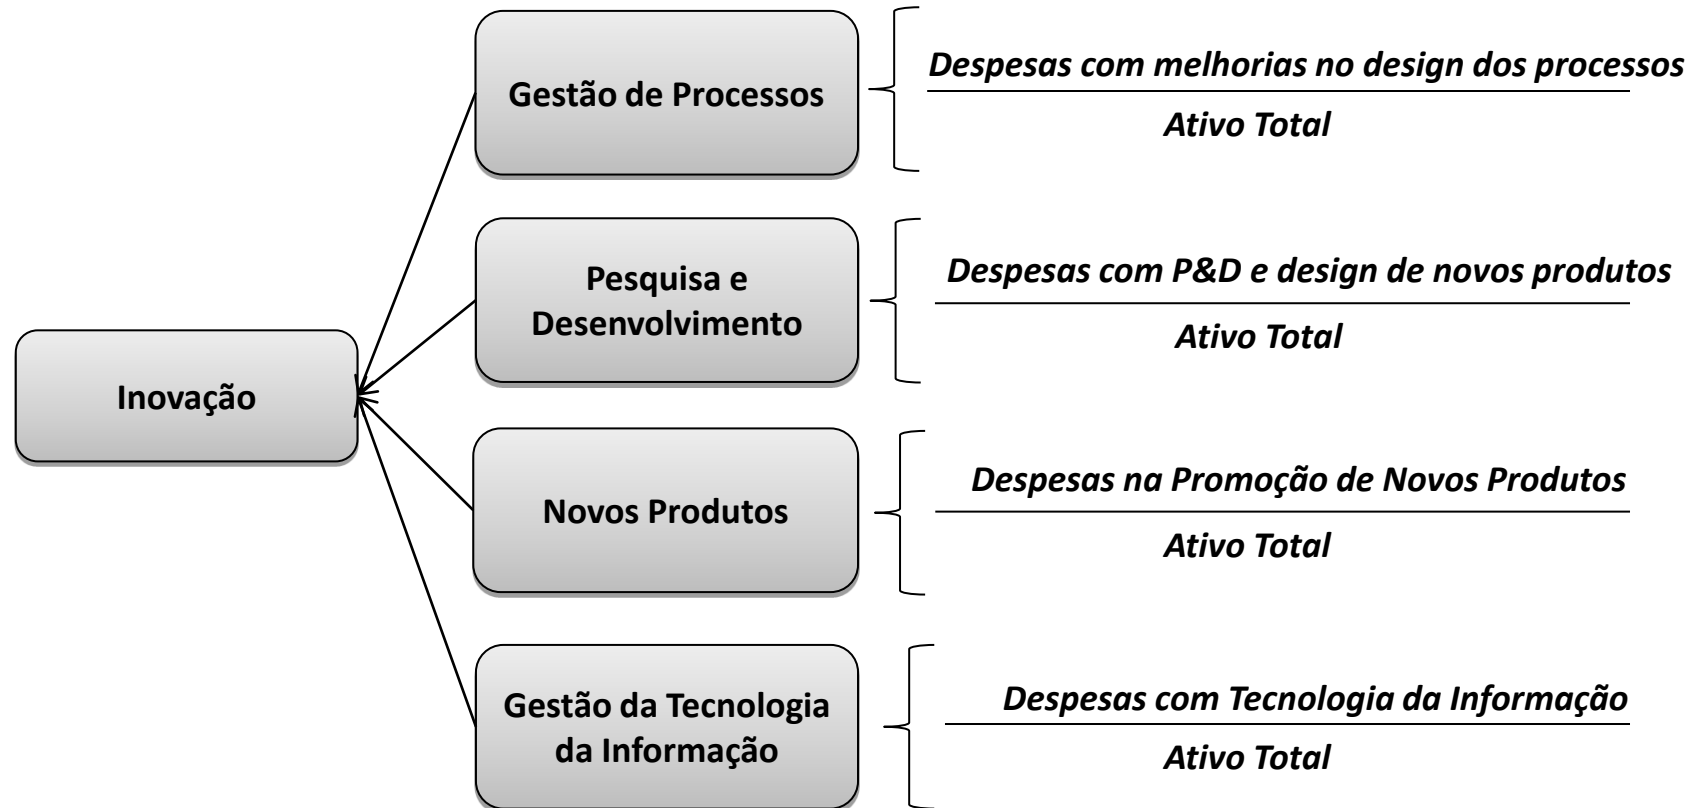 Gestão de Processos
Despesas com melhorias no design dos processos
Ativo Total
Pesquisa e
Desenvolvimento
Despesas com P&D e design de novos produtos
Ativo Total
Inovação
Novos Produtos
Despesas na Promoção de Novos Produtos
Ativo Total
Gestão da Tecnologia
da Informação
Despesas com Tecnologia da Informação
Ativo Total